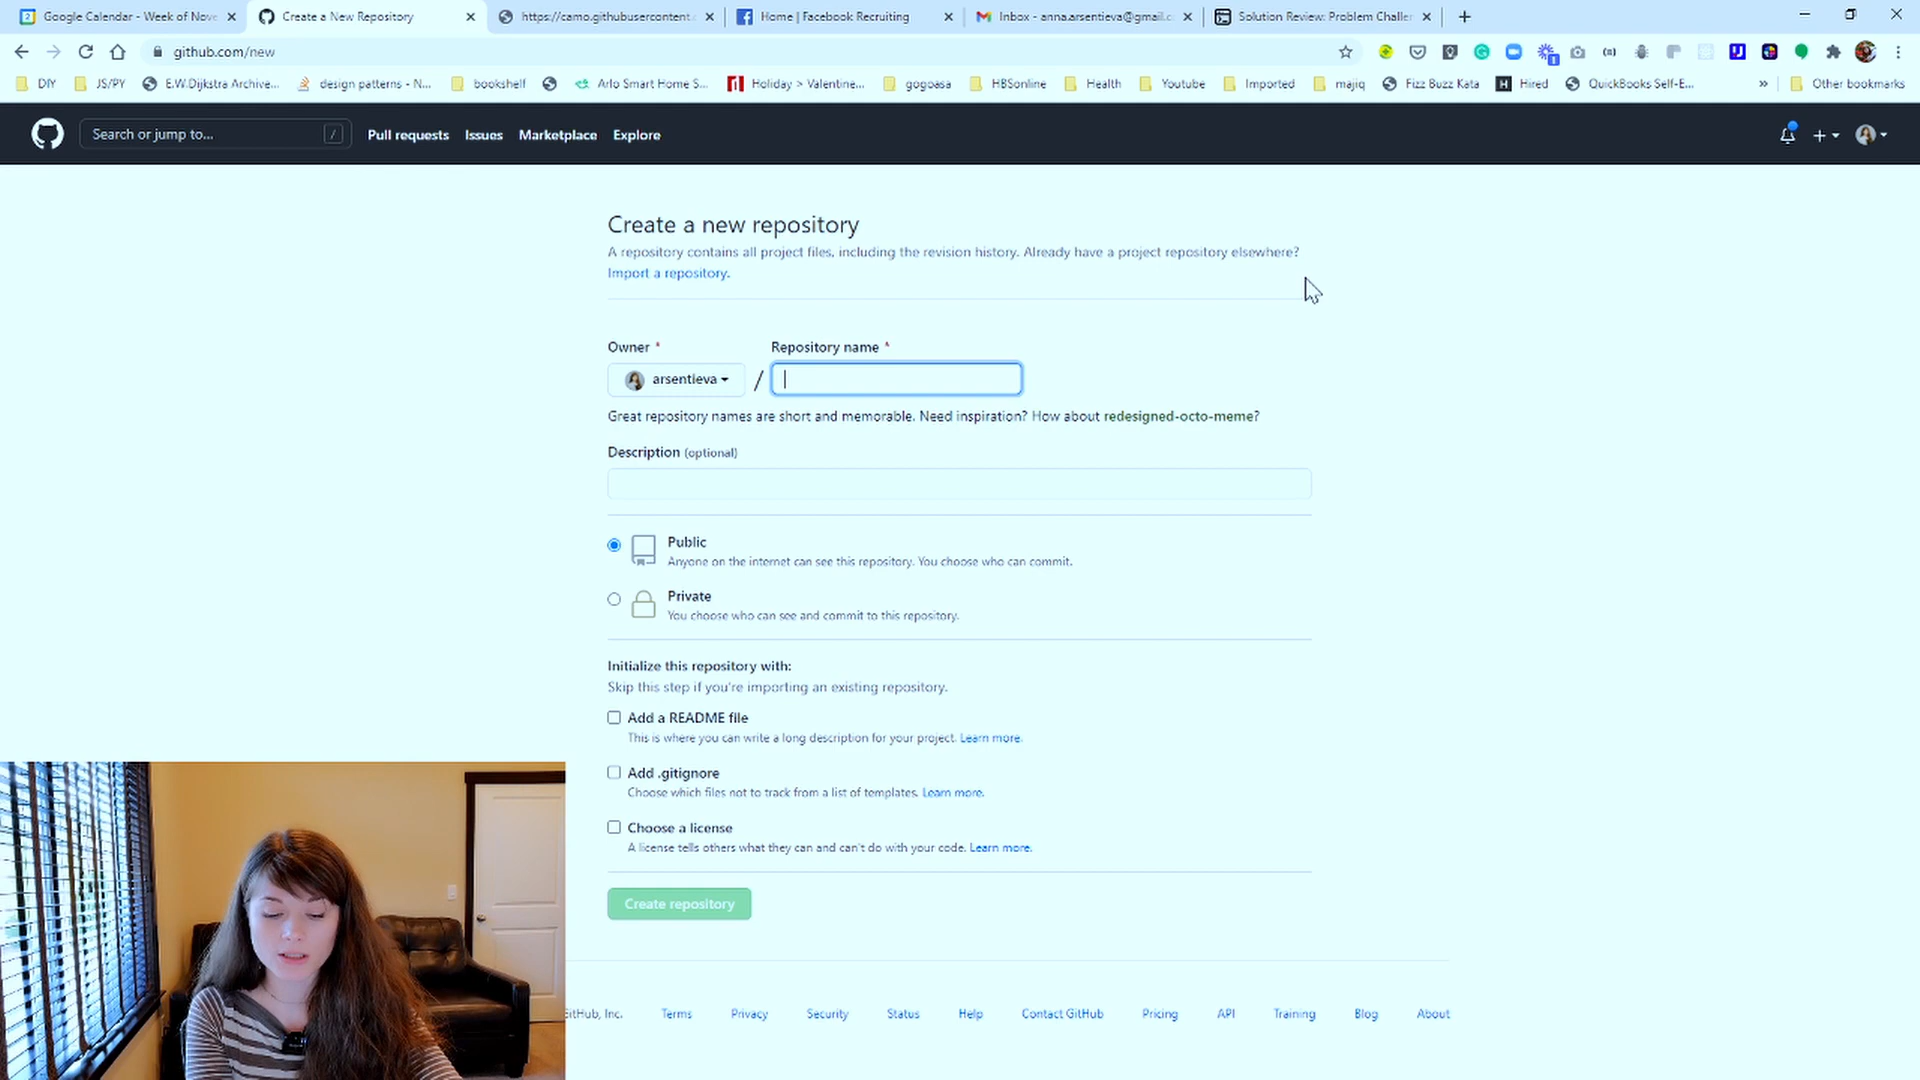 Google Calendar - Week of Nove
Create a New Repository
https://camo.githubusercontent.c
Home | Facebook Recruiting
Inbox - anna.arsentieva@gmail.c
Solution Review: Problem Challen
github.com/new
DIY
JS/PY
E.W.Dijkstra Archive...
design patterns - N...
bookshelf
Arlo Smart Home S...
Holiday > Valentine...
gogoasa
HBSonline
Health
Youtube
Imported
majiq
Fizz Buzz Kata
Hired
QuickBooks Self-E...
»
Other bookmarks
Search or jump to...
/
Pull requests
Issues
Marketplace
Explore
Create a new repository
A repository contains all project files, including the revision history. Already have a project repository elsewhere?
Import a repository.
Owner *
Repository name *
arsentieva
/
Great repository names are short and memorable. Need inspiration? How about redesigned-octo-meme?
Description (optional)
Public
Anyone on the internet can see this repository. You choose who can commit.
Private
You choose who can see and commit to this repository.
Initialize this repository with:
Skip this step if you're importing an existing repository.
Add a README file
This is where you can write a long description for your project. Learn more.
Add .gitignore
Choose which files not to track from a list of templates. Learn more.
Choose a license
A license tells others what they can and can't do with your code. Learn more.
Create repository
GitHub, Inc.
Terms
Privacy
Security
Status
Help
Contact GitHub
Pricing
API
Training
Blog
About